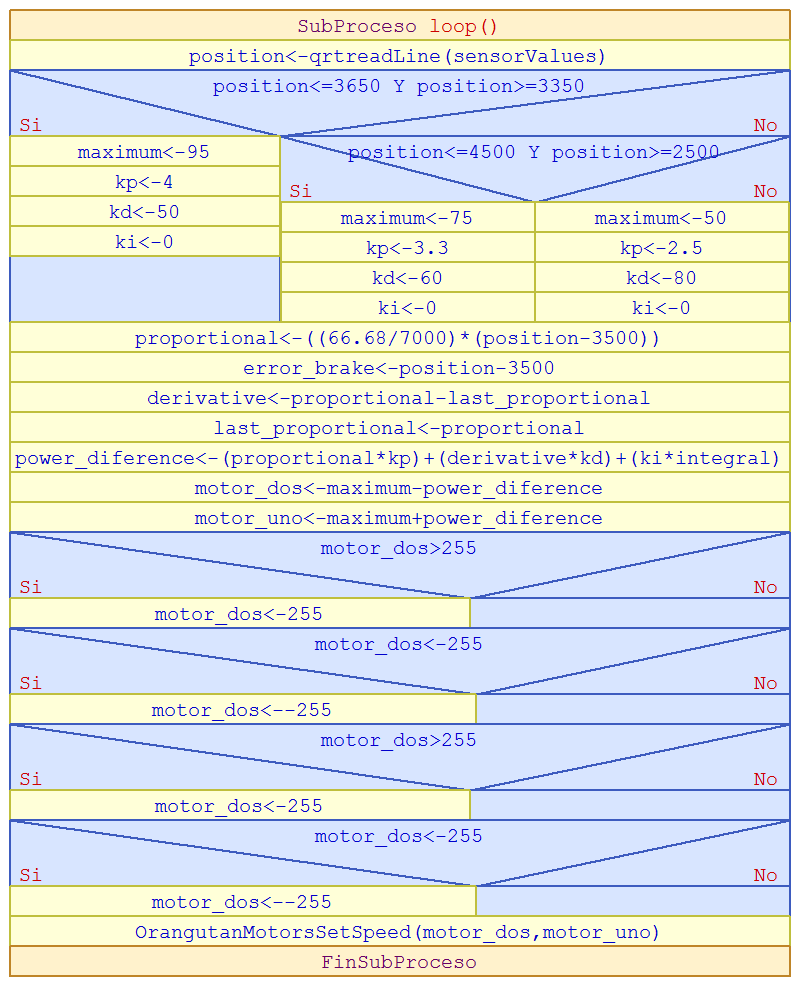 SubProceso loop()
position<-qrtreadLine(sensorValues)
position<=3650 Y position>=3350
Si No
maximum<-95
position<=4500 Y position>=2500
kp<-4
Si No
kd<-50
maximum<-75 maximum<-50
ki<-0
kp<-3.3 kp<-2.5
kd<-60 kd<-80
ki<-0 ki<-0
proportional<-((66.68/7000)*(position-3500))
error_brake<-position-3500
derivative<-proportional-last_proportional
last_proportional<-proportional
power_diference<-(proportional*kp)+(derivative*kd)+(ki*integral)
motor_dos<-maximum-power_diference
motor_uno<-maximum+power_diference
motor_dos>255
Si No
motor_dos<-255
motor_dos<-255
Si No
motor_dos<--255
motor_dos>255
Si No
motor_dos<-255
motor_dos<-255
Si No
motor_dos<--255
OrangutanMotorsSetSpeed(motor_dos,motor_uno)
FinSubProceso